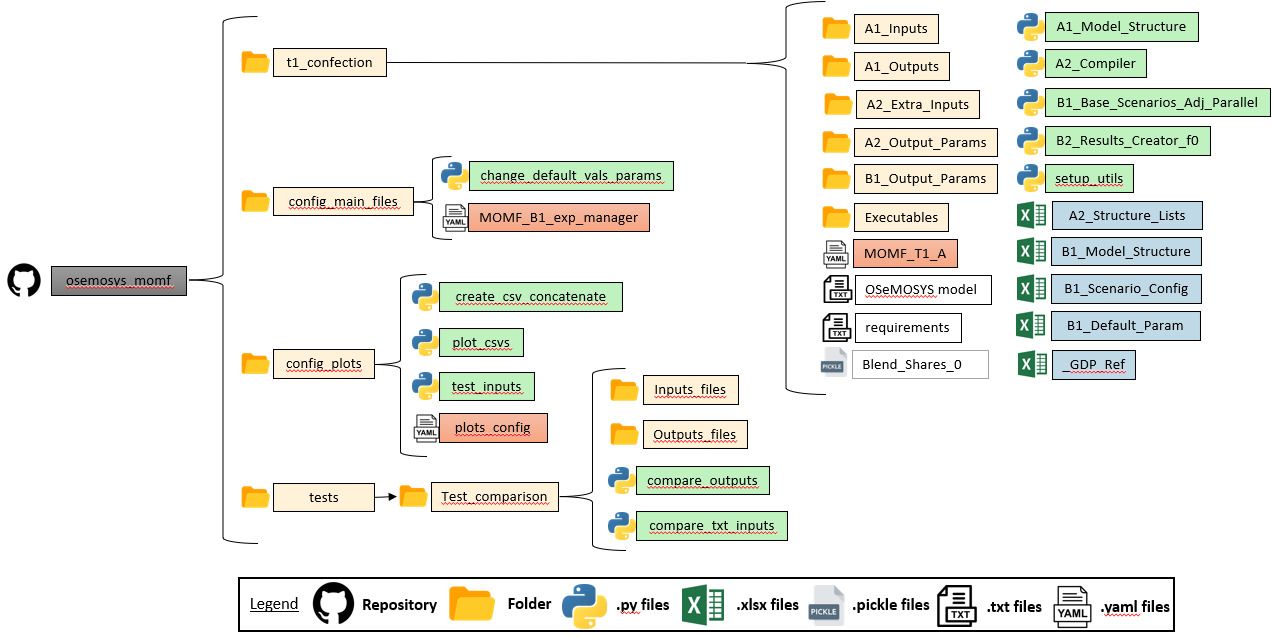 osemosys_momf
t1_confection
config_main_files
change_default_vals_params
YAML
MOMF_B1_exp_manager
config_plots
create_csv_concatenate
plot_csvs
test_inputs
YAML
plots_config
tests
Test_comparison
Inputs_files
Outputs_files
compare_outputs
compare_txt_inputs
A1_Inputs
A1_Outputs
A2_Extra_Inputs
A2_Output_Params
B1_Output_Params
Executables
YAML
MOMF_T1_A
TXT
OSeMOSYS model
TXT
requirements
PICKLE
Blend_Shares_0
A1_Model_Structure
A2_Compiler
B1_Base_Scenarios_Adj_Parallel
B2_Results_Creator_f0
setup_utils
X
A2_Structure_Lists
X
B1_Model_Structure
X
B1_Scenario_Config
X
B1_Default_Param
X
_GDP_Ref
Legend
Repository
Folder
.py files
X
.xlsx files
PICKLE
.pickle files
TXT
.txt files
YAML
.yaml files